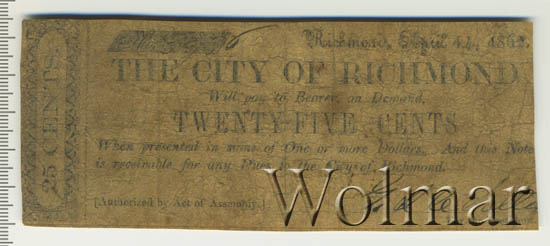 Richmond, April 14, 1862.
THE CITY OF RICHMOND
Will pay to Bearer, on Demand,
TWENTY-FIVE CENTS
When presented in sums of One or more Dollars. And this Note
is receivable for any Dues to the City of Richmond.
[Authorized by Act of Assembly.]
25 CENTS.
Wolmar